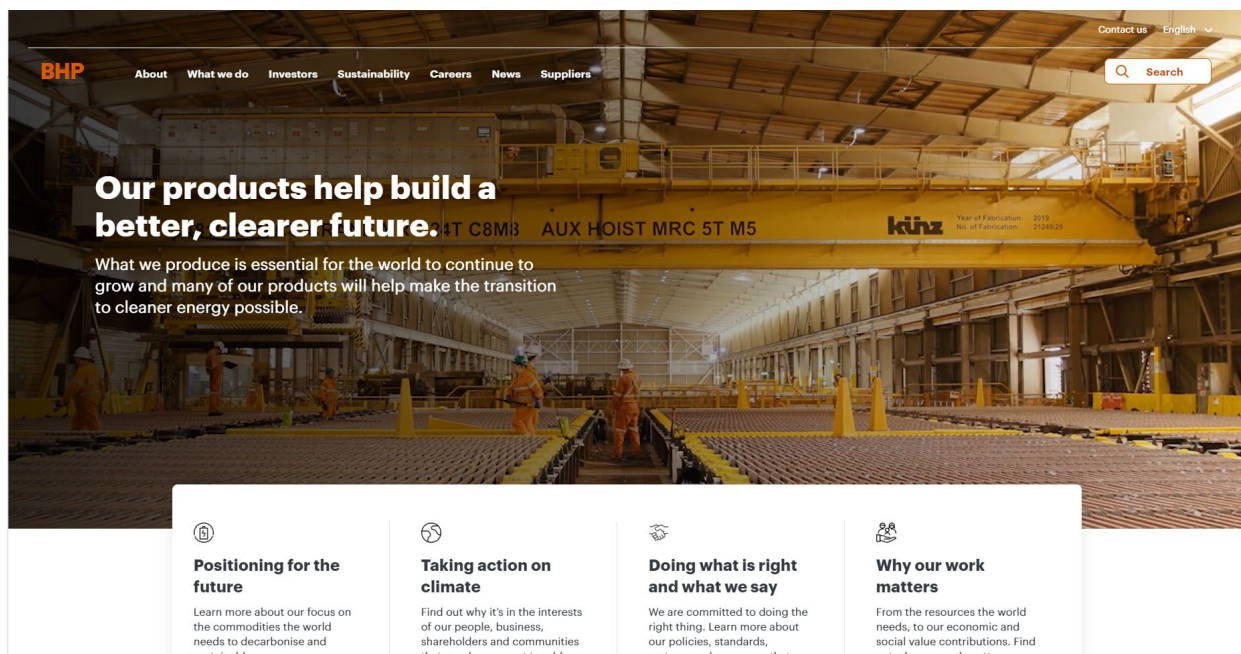 Contact us English
BHP About What we do Investors Sustainability Careers News Suppliers Search
Our products help build a
better, clearer future.
4T C8M8 AUX HOIST MRC 5T M5
künz Year of Fabrication: 2019
No. of Fabrication: 21249/20
What we produce is essential for the world to continue to
grow and many of our products will help make the transition
to cleaner energy possible.
Positioning for the
future
Learn more about our focus on
the commodities the world
needs to decarbonise and
Taking action on
climate
Find out why it's in the interests
of our people, business,
shareholders and communities
Doing what is right
and what we say
We are committed to doing the
right thing. Learn more about
our policies, standards,
Why our work
matters
From the resources the world
needs, to our economic and
social value contributions. Find